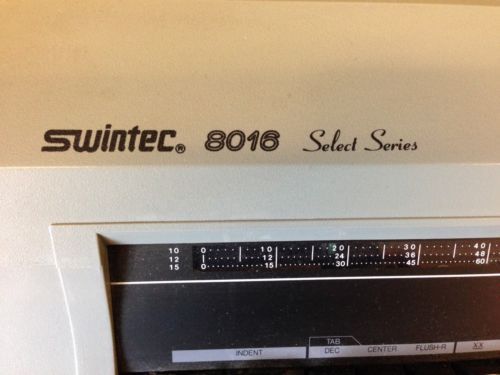 Swintec® 8016 Select Series
10 0 10 20 30 40
12 12 24 36 48
15 0 15 30 45 60
TAB
INDENT DEC CENTER FLUSH-R XX